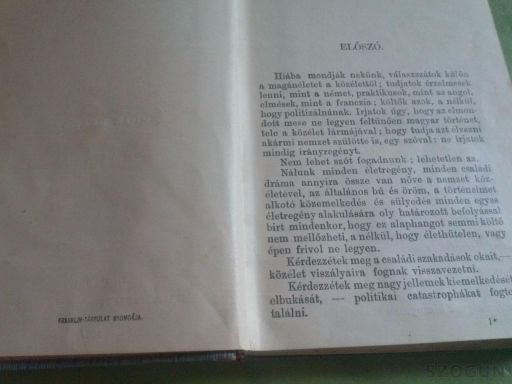 ELŐSZÓ.
Hiába mondják nekünk, válaszszátok külön
a magánéletet a közélettől; tudjatok érzelmesek
lenni, mint a német, praktikusok, mint az angol,
elmések, mint a franczia; költők azok, a nélkül,
hogy politizálnának. Irjatok úgy, hogy az elmon-
dott mese ne legyen feltünően magyar történet,
tele a közélet lármájával; hogy tudja azt élvezni
akármi nemzet szülötte is, egy szóval: ne irjatok
mindig irányregényt.
Nem lehet szót fogadnunk; lehetetlen az.
Nálunk minden életregény, minden családi
dráma annyira össze van nőve a nemzet köz-
életével, az általános bú és öröm, a történelmet
alkotó közemelkedés és sülyedés minden egyes
életregény alakulására oly határozott befolyással
birt mindenkor, hogy ez alaphangot semmi költő
nem mellőzheti, a nélkül, hogy élethűtelen, vagy
épen frivol ne legyen.
Kérdezzétek meg a családi szakadások okait,—
közélet viszályaira fognak visszavezetni.
Kérdezzétek meg nagy jellemek kiemelkedését
elbukását, — politikai catastrophákat fogtok
találni.
1*
FRANKLIN-TÁRSULAT NYOMDÁJA.
SZOGUN